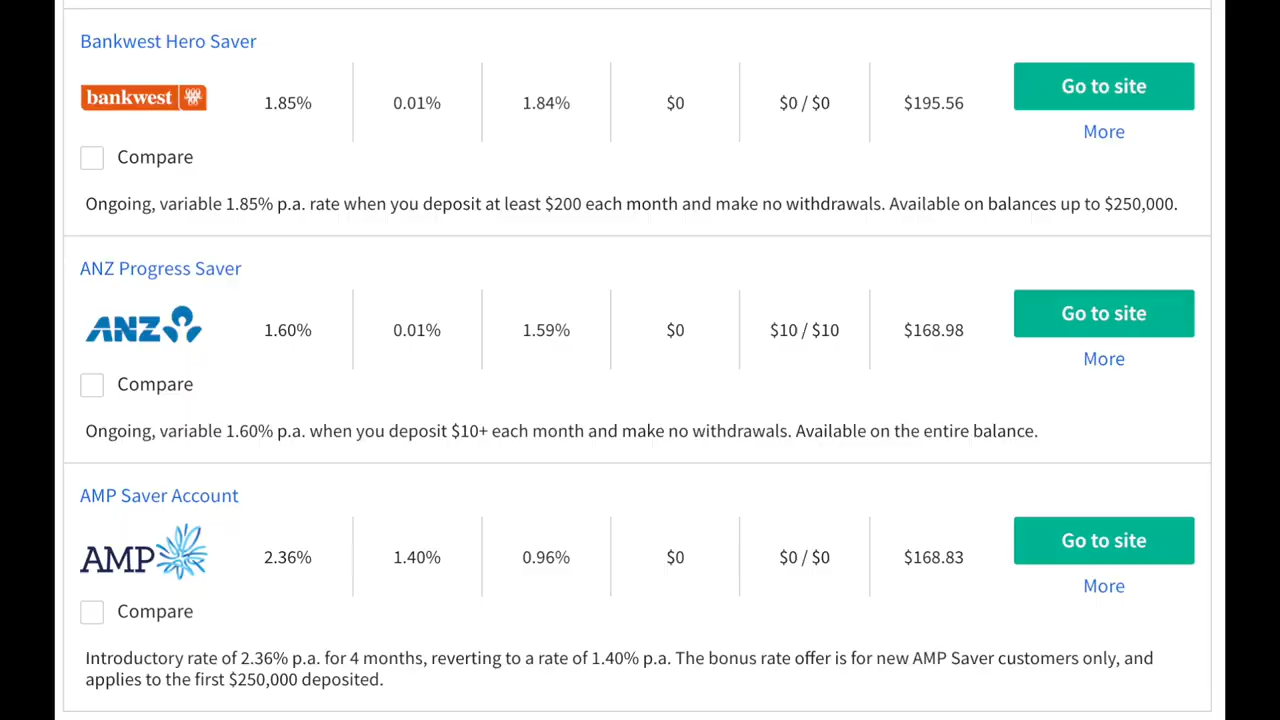 Bankwest Hero Saver
bankwest 1.85% 0.01% 1.84% $0 $0 / $0 $195.56 Go to site
More
Compare
Ongoing, variable 1.85% p.a. rate when you deposit at least $200 each month and make no withdrawals. Available on balances up to $250,000.
ANZ Progress Saver
ANZ 1.60% 0.01% 1.59% $0 $10 / $10 $168.98 Go to site
More
Compare
Ongoing, variable 1.60% p.a. when you deposit $10+ each month and make no withdrawals. Available on the entire balance.
AMP Saver Account
AMP 2.36% 1.40% 0.96% $0 $0 / $0 $168.83 Go to site
More
Compare
Introductory rate of 2.36% p.a. for 4 months, reverting to a rate of 1.40% p.a. The bonus rate offer is for new AMP Saver customers only, and
applies to the first $250,000 deposited.